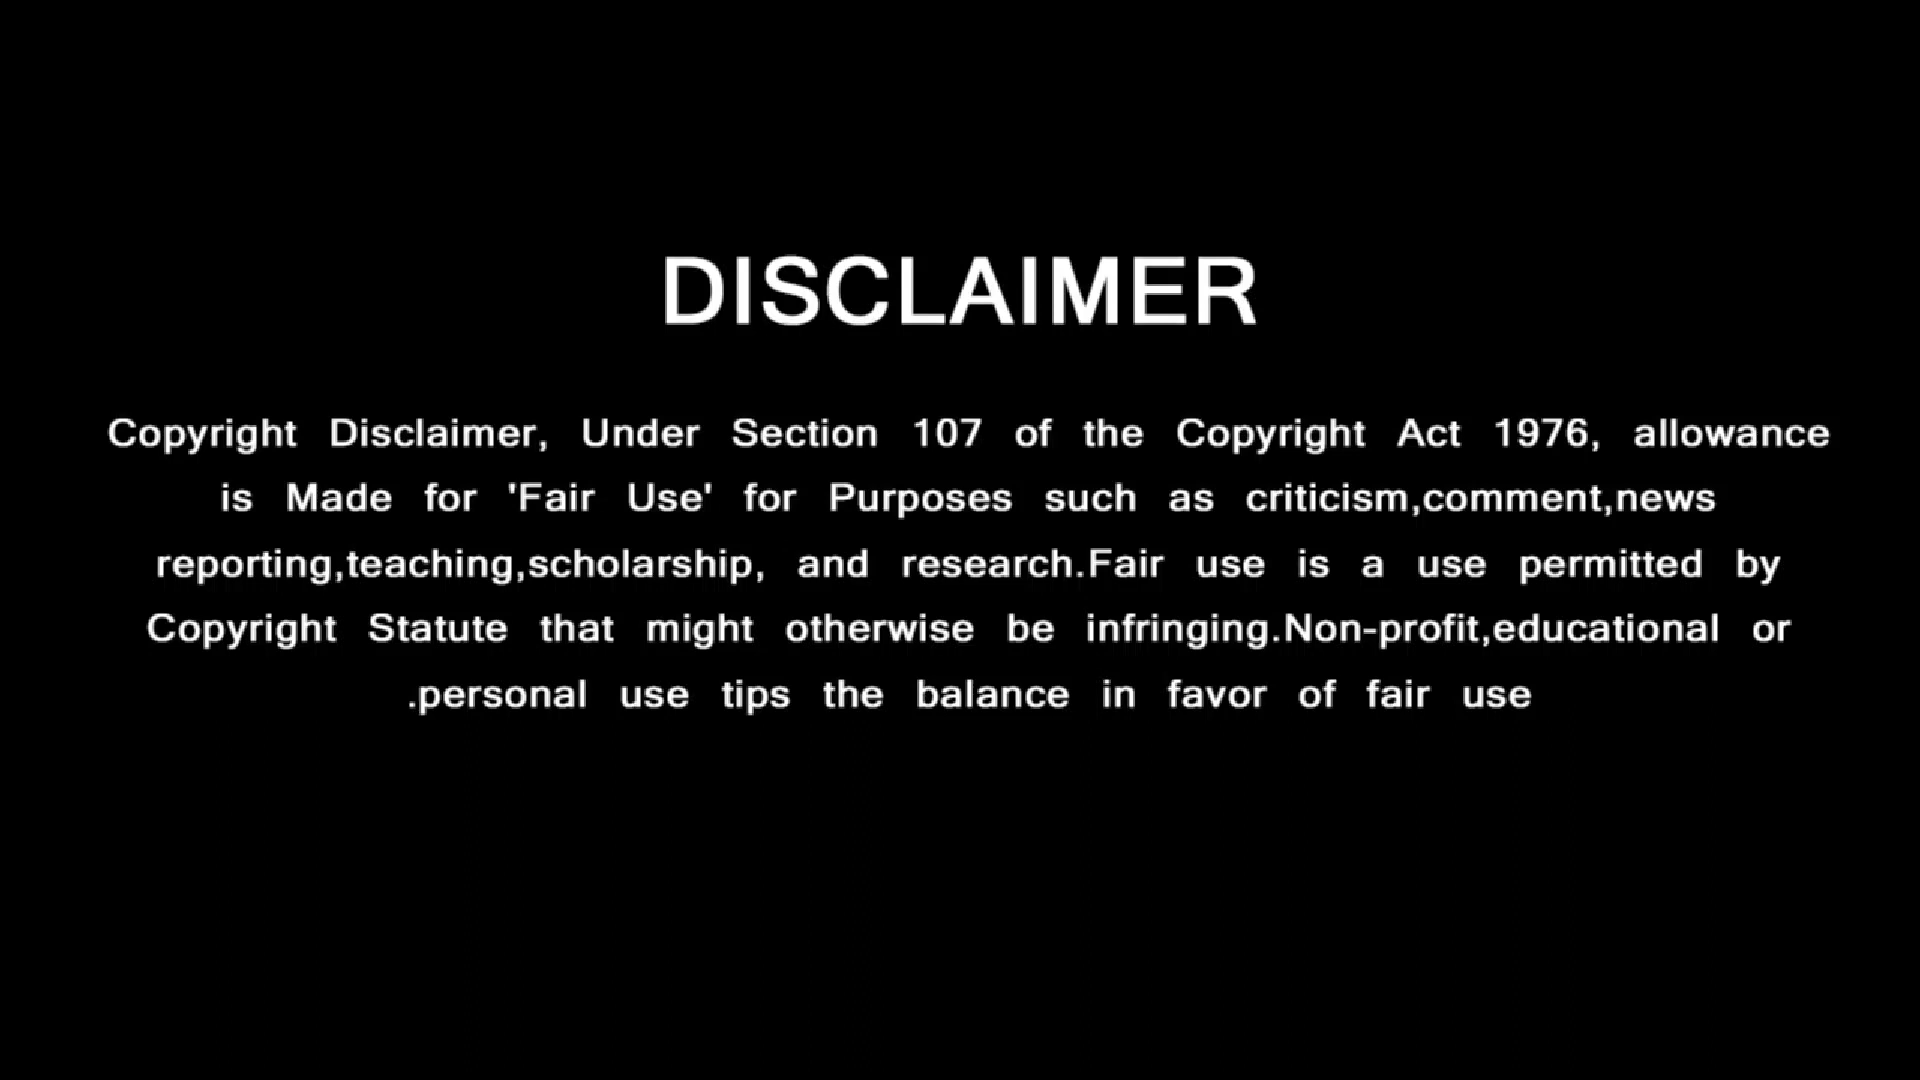 DISCLAIMER
Copyright Disclaimer, Under Section 107 of the Copyright Act 1976, allowance
is Made for 'Fair Use' for Purposes such as criticism,comment,news
reporting,teaching,scholarship, and research.Fair use is a use permitted by
Copyright Statute that might otherwise be infringing.Non-profit,educational or
.personal use tips the balance in favor of fair use